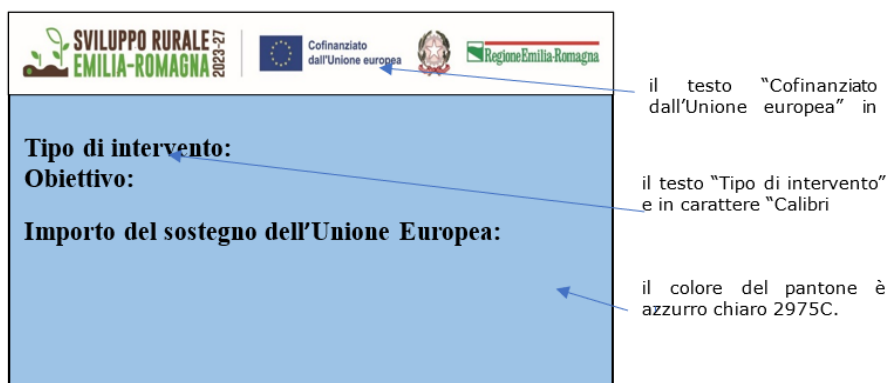 SVILUPPO RURALE
EMILIA-ROMAGNA
2023-27
Cofinanziato
dall'Unione europea
RegioneEmilia-Romagna
il testo "Cofinanziato
dall'Unione europea" in
Tipo di intervento:
Obiettivo:
il testo "Tipo di intervento"
e in carattere "Calibri
Importo del sostegno dell'Unione Europea:
il colore del pantone è
azzurro chiaro 2975C.